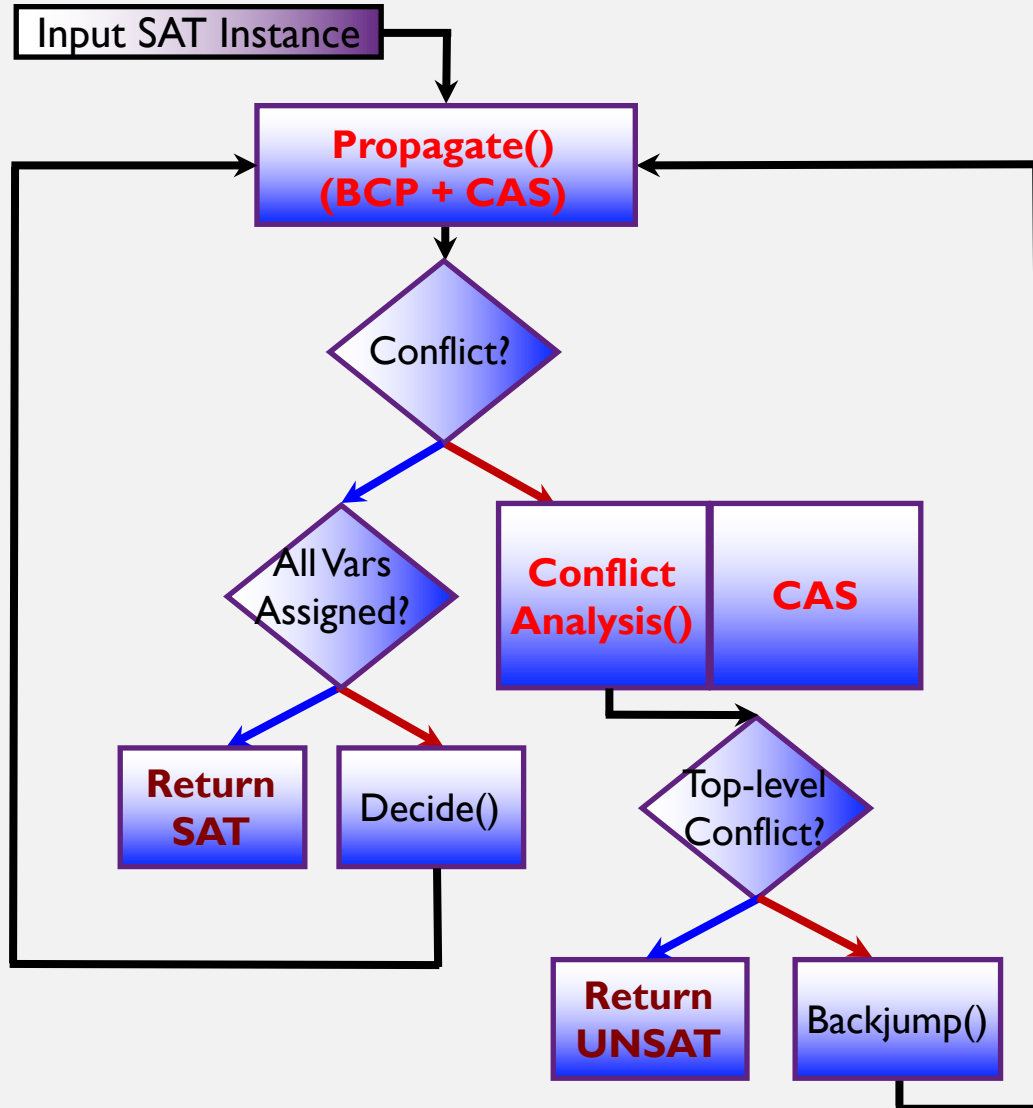 Input SAT Instance
Propagate()
(BCP + CAS)
Conflict?
All Vars
Assigned?
Conflict
Analysis()
CAS
Return
SAT
Decide()
Top-level
Conflict?
Return
UNSAT
Backjump()